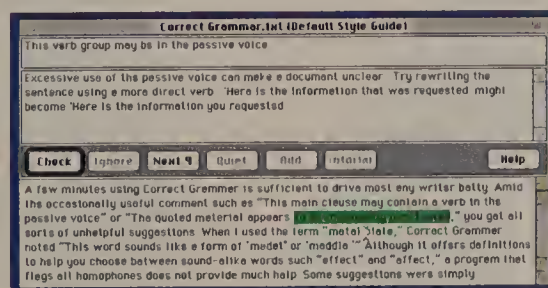 Correct Grammar.txt (Default Style Guide)
This verb group may be in the passive voice
Excessive use of the passive voice can make a document unclear Try rewriting the
sentence using a more direct verb 'Here is the information that was requested might
become 'Here is the information you requested
Check Ignore Next ¶ Quiet Add Tutorial Help
A few minutes using Correct Grammer is sufficient to drive most any writer batty Amid
the occastonally useful comment such as "This main clause may contain a verb in the
passive voice" or "The quoted meterial appears ," you get all
sorts of unhelpful suggestions When I used the term "metal Slate," Correct Grammer
noted "This word sounds like a form of 'medal' or 'meddle '" Although it offers definitions
to help you choose between sound-alike words such "effect" and "affect," a program that
flegs all homophones does not provide much help Some suggestions were simply